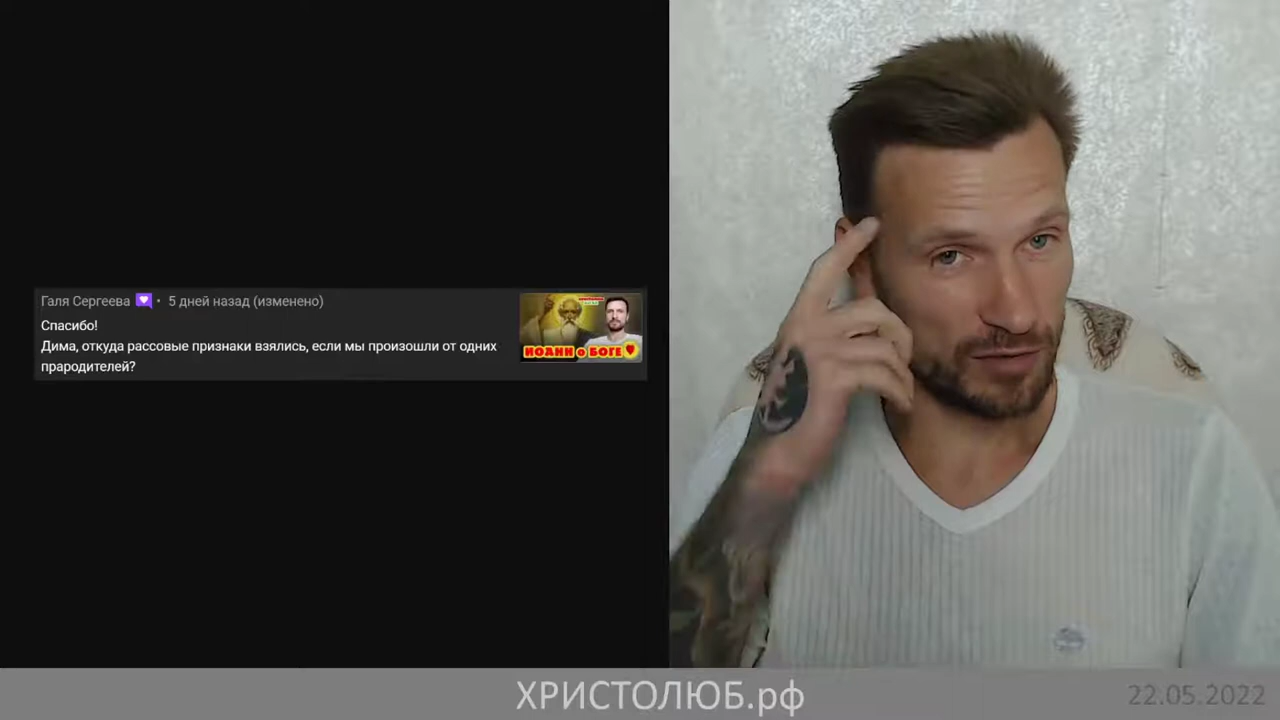 Галя Сергеева • 5 дней назад (изменено)
Спасибо!
Дима, откуда рассовые признаки взялись, если мы произошли от одних
прародителей?
ИОАНН о БОГЕ
ХРИСТОЛЮБ.рф
22.05.2022